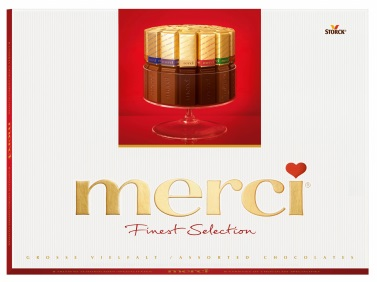 STORCK®
merci®
Finest Selection
GROSSE VIELFALT / ASSORTED CHOCOLATES